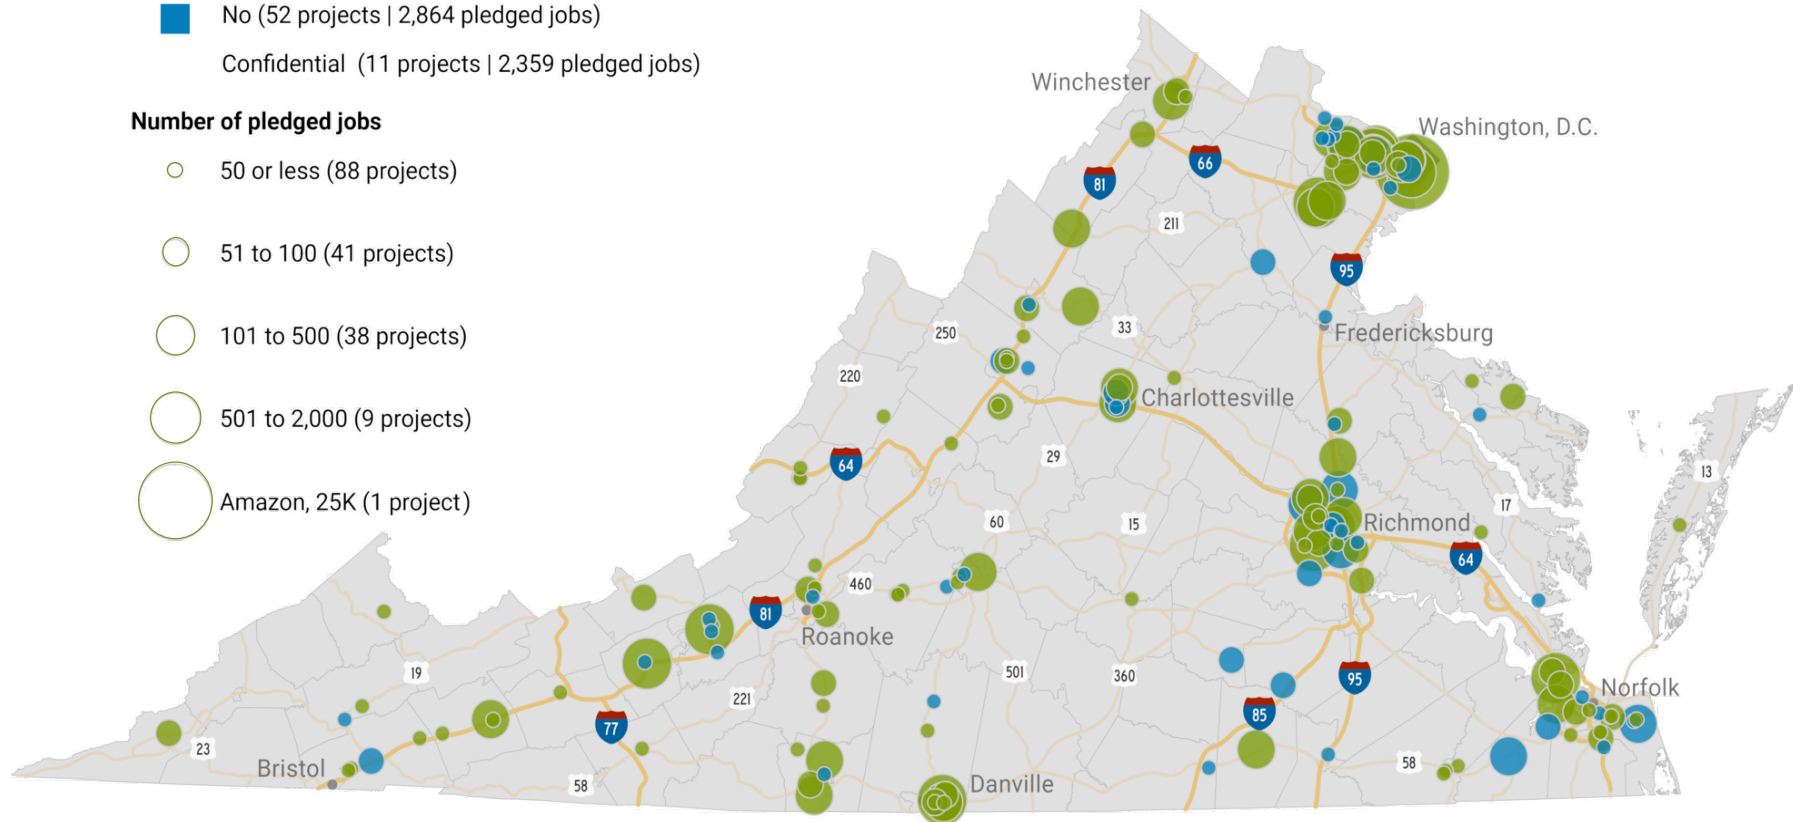 No (52 projects | 2,864 pledged jobs)
Confidential (11 projects | 2,359 pledged jobs)
Number of pledged jobs
50 or less (88 projects)
51 to 100 (41 projects)
101 to 500 (38 projects)
501 to 2,000 (9 projects)
Amazon, 25K (1 project)
Winchester
Washington, D.C.
66
81
211
95
250
33
Fredericksburg
220
Charlottesville
29
64
13
17
60
15
Richmond
64
460
81
Roanoke
19
501
360
95
221
Norfolk
85
77
23
58
Bristol
58
Danville